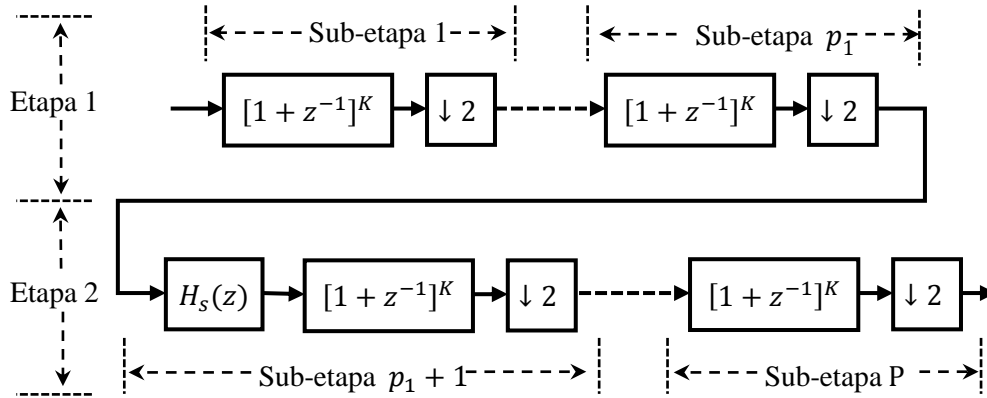 Sub-etapa 1
Sub-etapa p₁
Etapa 1
[1 + z⁻¹]ᴷ
↓ 2
[1 + z⁻¹]ᴷ
↓ 2
Etapa 2
Hₛ(z)
[1 + z⁻¹]ᴷ
↓ 2
[1 + z⁻¹]ᴷ
↓ 2
Sub-etapa p₁ + 1
Sub-etapa P